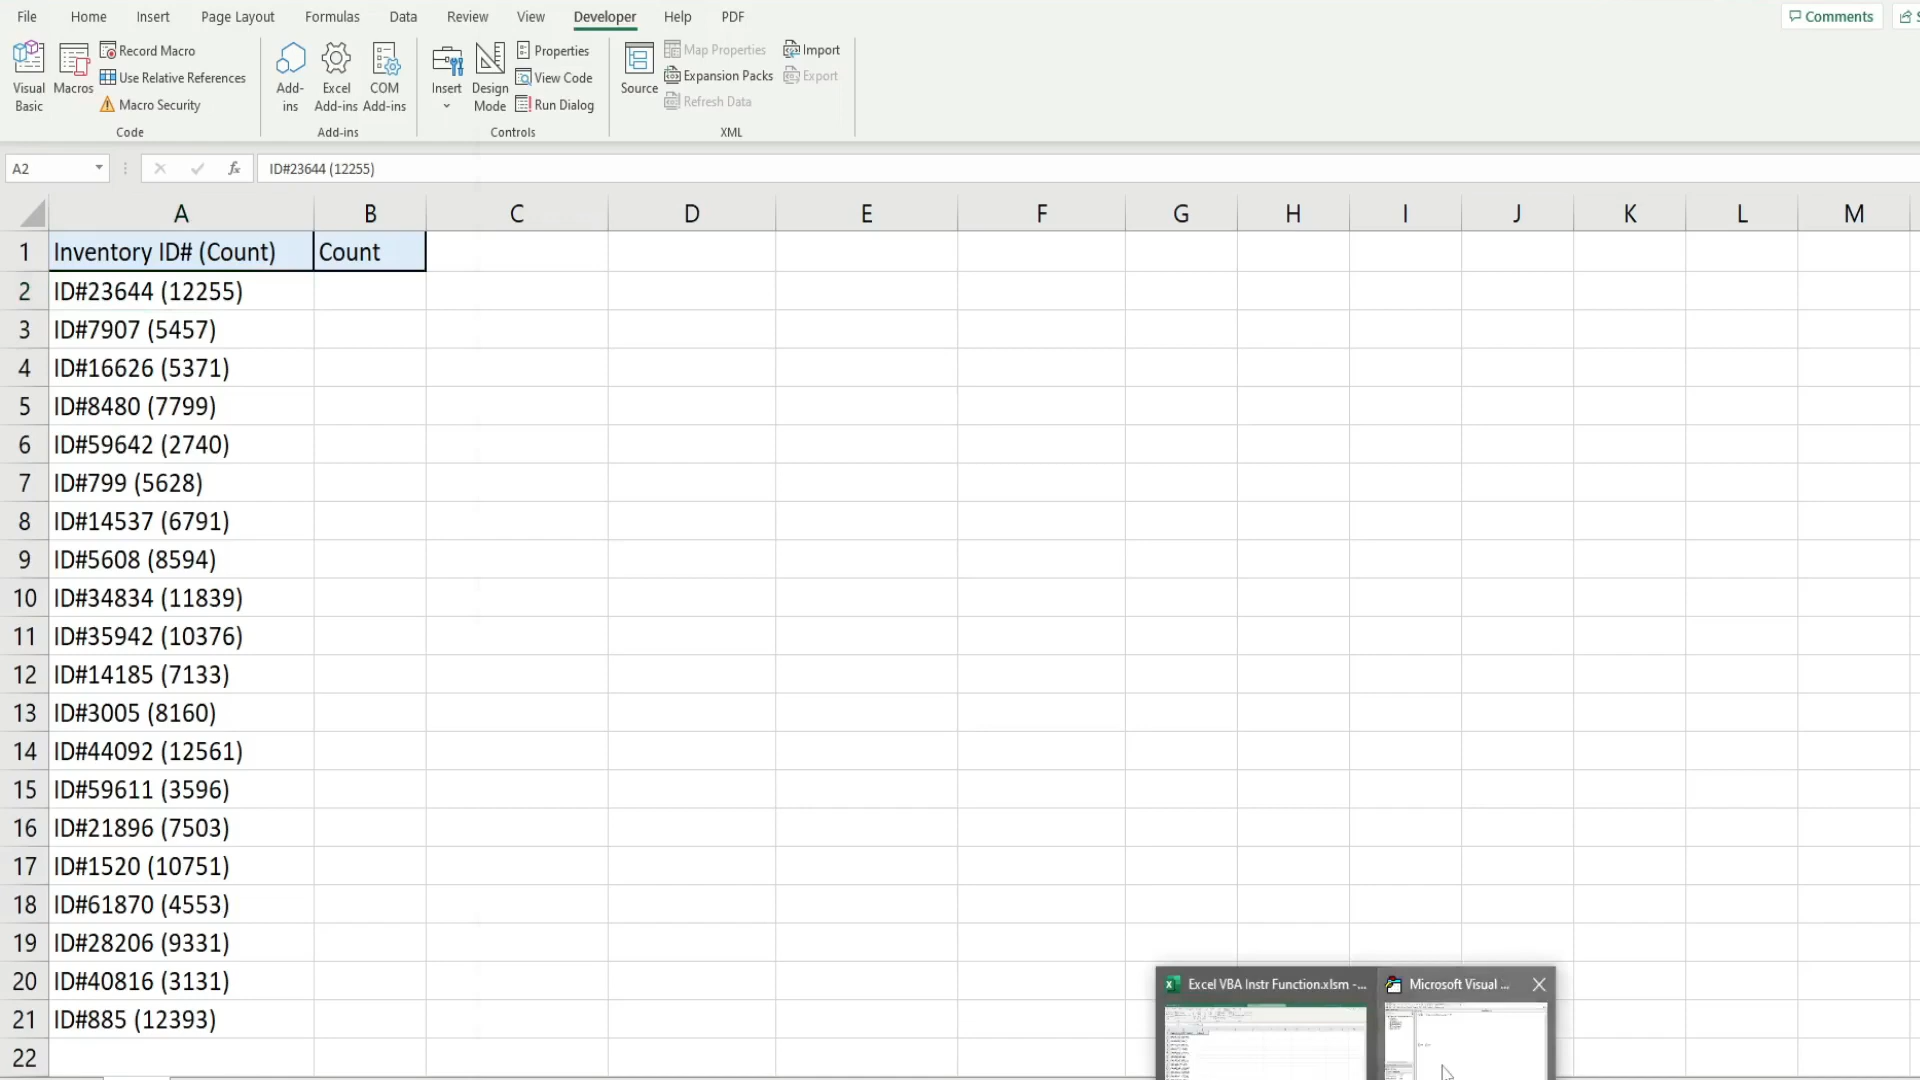 File Home Insert Page Layout Formulas Data Review View Developer Help PDF Comments
Visual Basic
Macros
Record Macro
Use Relative References
Macro Security
Code
Add-ins
Excel Add-ins
COM Add-ins
Add-ins
Insert
Design Mode
Properties
View Code
Run Dialog
Controls
Source
Map Properties
Expansion Packs
Refresh Data
Import
Export
XML
A2 fx ID#23644 (12255)
A B C D E F G H I J K L M
1 Inventory ID# (Count) Count
2 ID#23644 (12255)
3 ID#7907 (5457)
4 ID#16626 (5371)
5 ID#8480 (7799)
6 ID#59642 (2740)
7 ID#799 (5628)
8 ID#14537 (6791)
9 ID#5608 (8594)
10 ID#34834 (11839)
11 ID#35942 (10376)
12 ID#14185 (7133)
13 ID#3005 (8160)
14 ID#44092 (12561)
15 ID#59611 (3596)
16 ID#21896 (7503)
17 ID#1520 (10751)
18 ID#61870 (4553)
19 ID#28206 (9331)
20 ID#40816 (3131)
21 ID#885 (12393)
22
Excel VBA Instr Function.xlsm -... Microsoft Visual ...